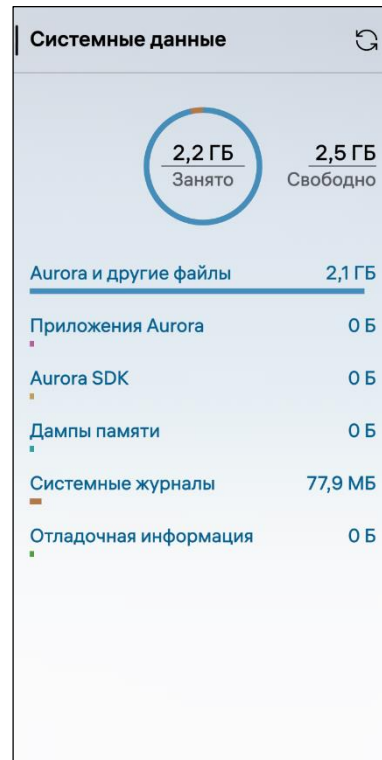 Системные данные
2,2 ГБ 2,5 ГБ
Занято Свободно
Aurora и другие файлы 2,1 ГБ
Приложения Aurora 0 Б
Aurora SDK 0 Б
Дампы памяти 0 Б
Системные журналы 77,9 МБ
Отладочная информация 0 Б